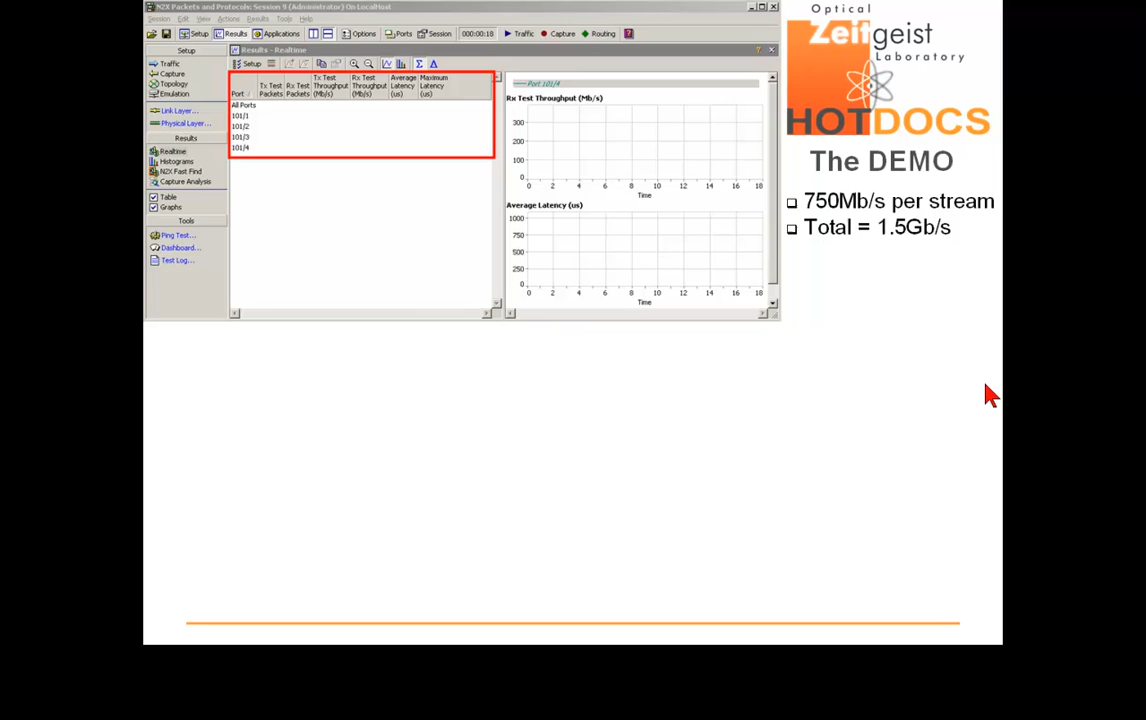 N2X Packets and Protocols: Session 9 (Administrator) On LocalHost
Session Edit View Actions Results Tools Help
Setup Results Applications Options Ports Session 000:00:18 Traffic Capture Routing
Setup
Traffic
Capture
Topology
Emulation
Link Layer...
Physical Layer...
Results
Realtime
Histograms
N2X Fast Find
Capture Analysis
Table
Graphs
Tools
Ping Test...
Dashboard...
Test Log...
Results - Realtime
Setup
Port
Tx Test Packets
Rx Test Packets
Tx Test Throughput (Mb/s)
Rx Test Throughput (Mb/s)
Average Latency (us)
Maximum Latency (us)
All Ports
101/1
101/2
101/3
101/4
Port 101/4
Rx Test Throughput (Mb/s)
300
200
100
0
0 2 4 6 8 10 12 14 16 18
Time
Average Latency (us)
1000
750
500
250
0
0 2 4 6 8 10 12 14 16 18
Time
Optical
Zeitgeist
Laboratory
HOTDOCS
The DEMO
750Mb/s per stream
Total = 1.5Gb/s